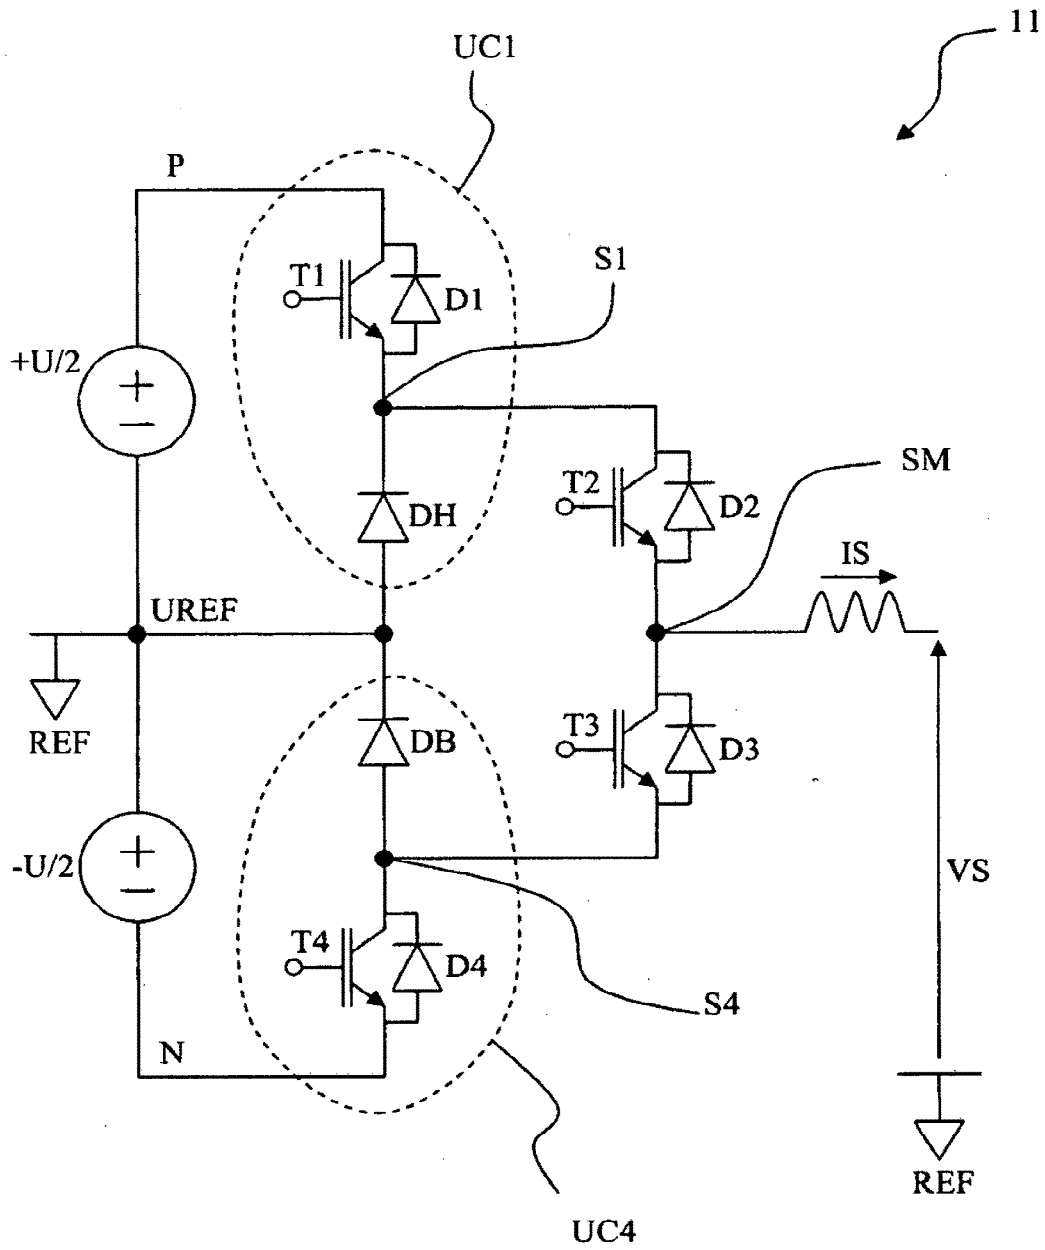 11
UC1
P
T1
D1
S1
+U/2
+
−
T2
D2
SM
DH
IS
UREF
REF
T3
D3
DB
-U/2
+
−
VS
T4
D4
S4
N
REF
UC4